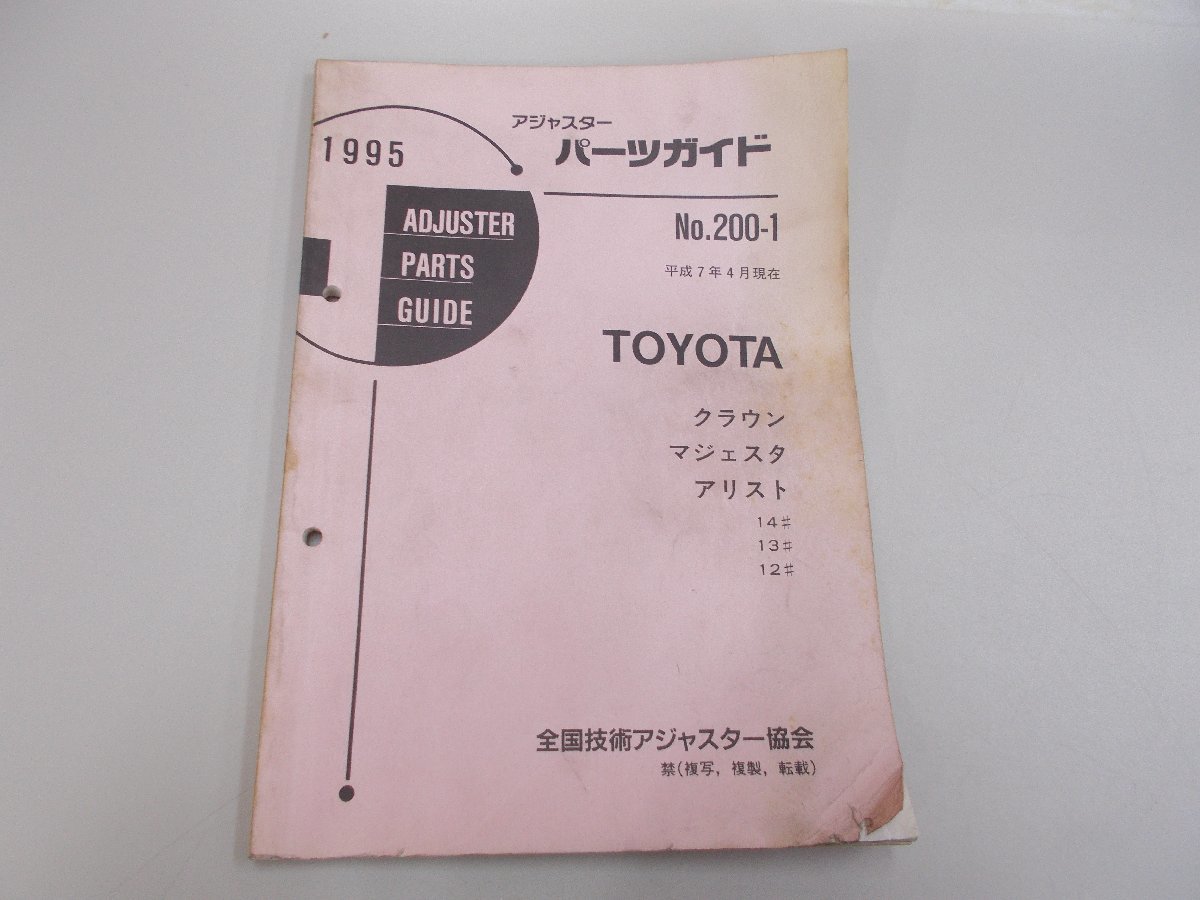 1995
アジャスター
パーツガイド
ADJUSTER
PARTS
GUIDE
No.200-1
平成7年4月現在
TOYOTA
クラウン
マジェスタ
アリスト
14♯
13♯
12♯
全国技術アジャスター協会
禁(複写，複製，転載)